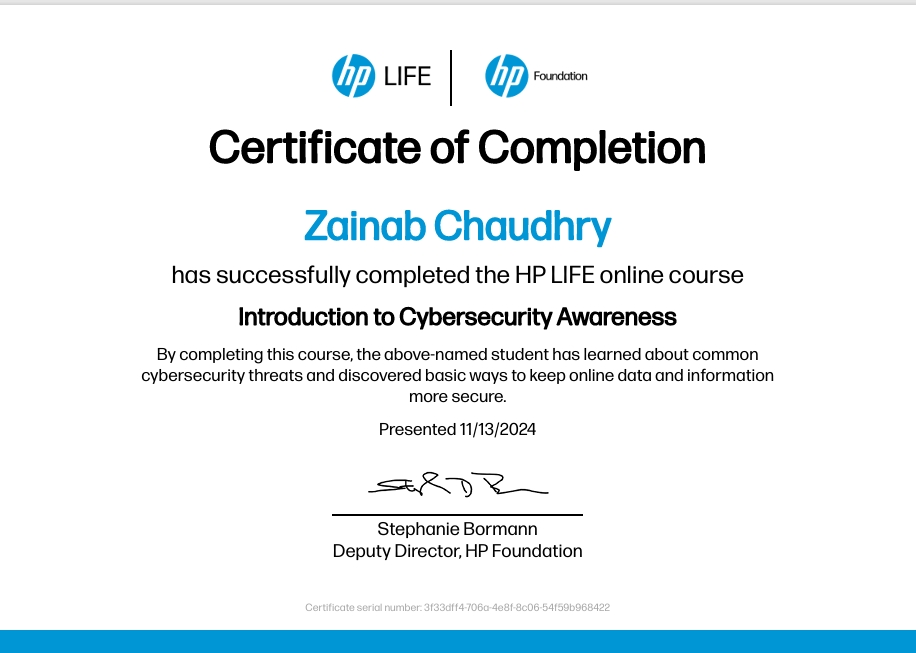 hp LIFE | hp Foundation
Certificate of Completion
Zainab Chaudhry
has successfully completed the HP LIFE online course
Introduction to Cybersecurity Awareness
By completing this course, the above-named student has learned about common
cybersecurity threats and discovered basic ways to keep online data and information
more secure.
Presented 11/13/2024
Stephanie Bormann
Deputy Director, HP Foundation
Certificate serial number: 3f33dff4-706a-4e8f-8c06-54f59b968422